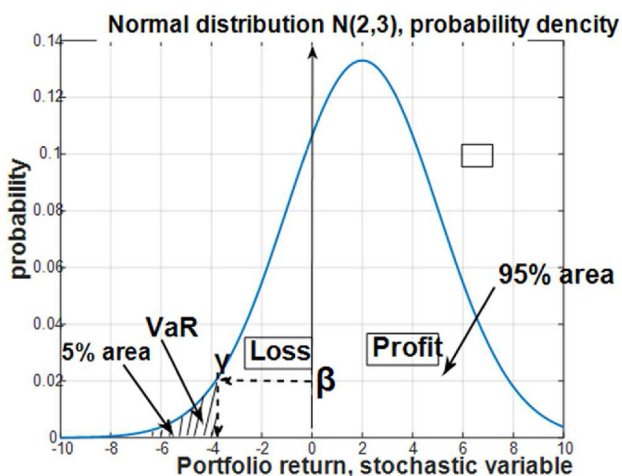 Normal distribution N(2,3), probability dencity
0.14
0.12
0.1
0.08
0.06
0.04
0.02
0
probability
95% area
VaR
5% area
γ
Loss
Profit
β
-10 -8 -6 -4 -2 0 2 4 6 8 10
Portfolio return, stochastic variable